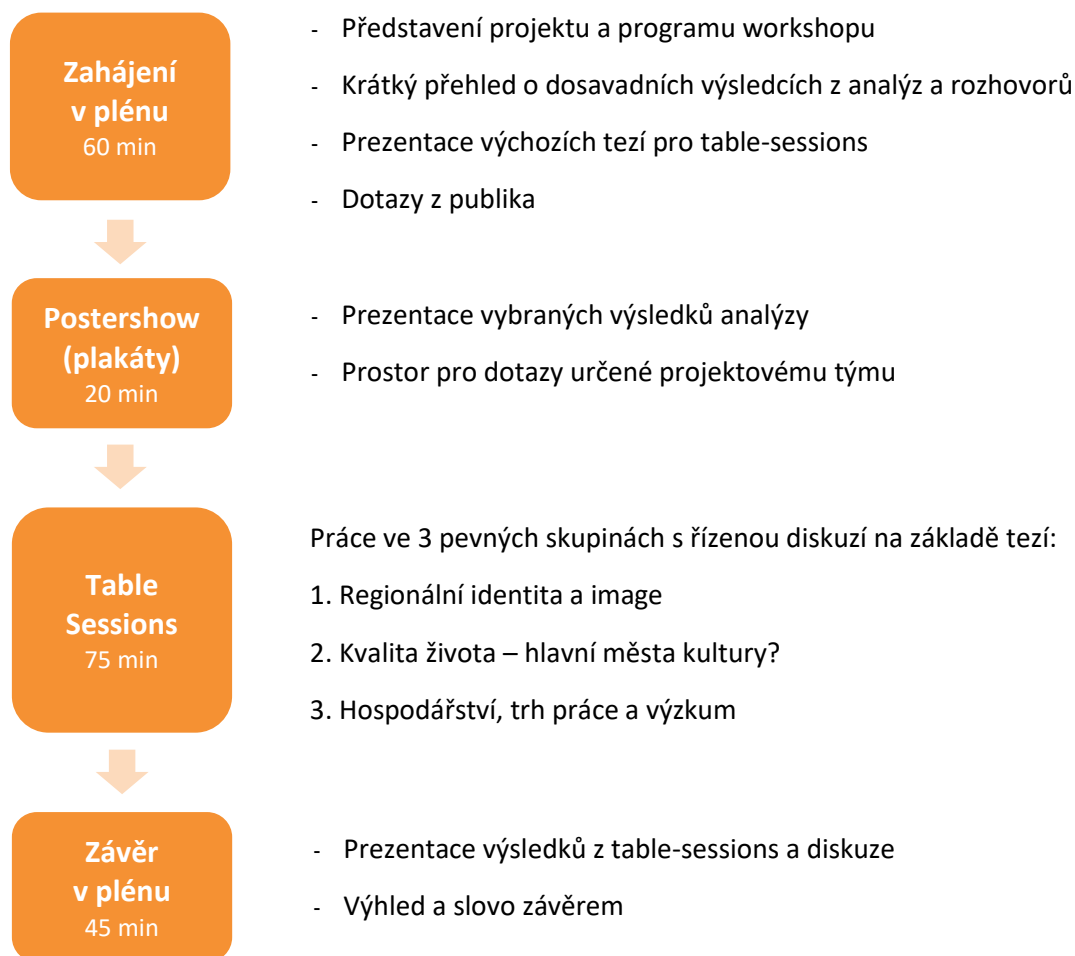 Zahájení
v plénu
60 min
- Představení projektu a programu workshopu
- Krátký přehled o dosavadních výsledcích z analýz a rozhovorů
- Prezentace výchozích tezí pro table-sessions
- Dotazy z publika
Postershow
(plakáty)
20 min
- Prezentace vybraných výsledků analýzy
- Prostor pro dotazy určené projektovému týmu
Table
Sessions
75 min
Práce ve 3 pevných skupinách s řízenou diskuzí na základě tezí:
1. Regionální identita a image
2. Kvalita života – hlavní města kultury?
3. Hospodářství, trh práce a výzkum
Závěr
v plénu
45 min
- Prezentace výsledků z table-sessions a diskuze
- Výhled a slovo závěrem